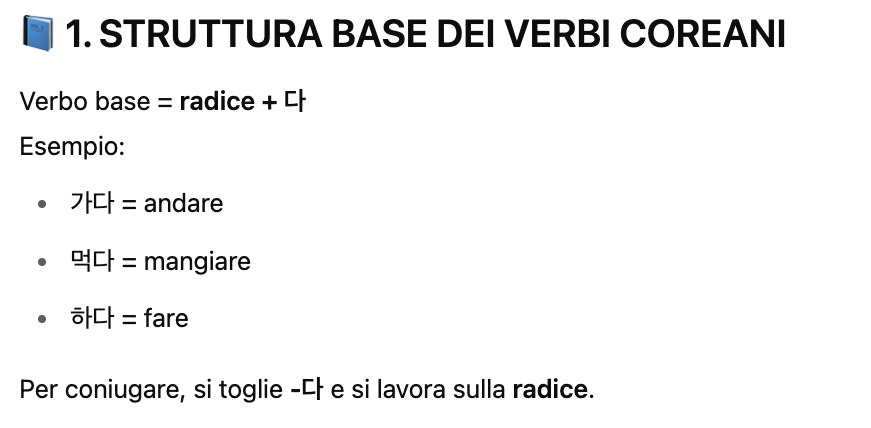 📘 1. STRUTTURA BASE DEI VERBI COREANI
Verbo base = radice + 다
Esempio:
• 가다 = andare
• 먹다 = mangiare
• 하다 = fare
Per coniugare, si toglie -다 e si lavora sulla radice.